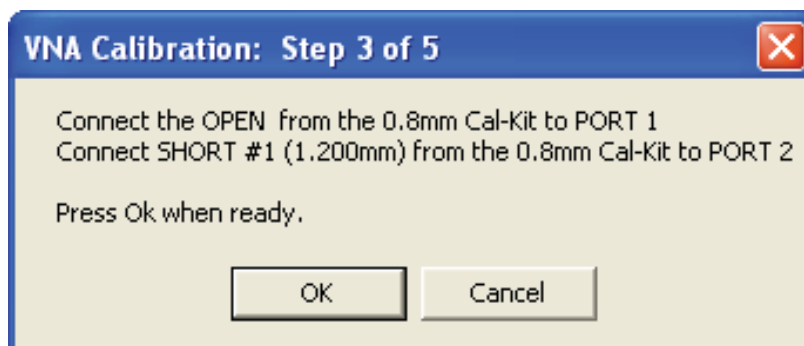 VNA Calibration: Step 3 of 5
Connect the OPEN from the 0.8mm Cal-Kit to PORT 1
Connect SHORT #1 (1.200mm) from the 0.8mm Cal-Kit to PORT 2
Press Ok when ready.
OK
Cancel